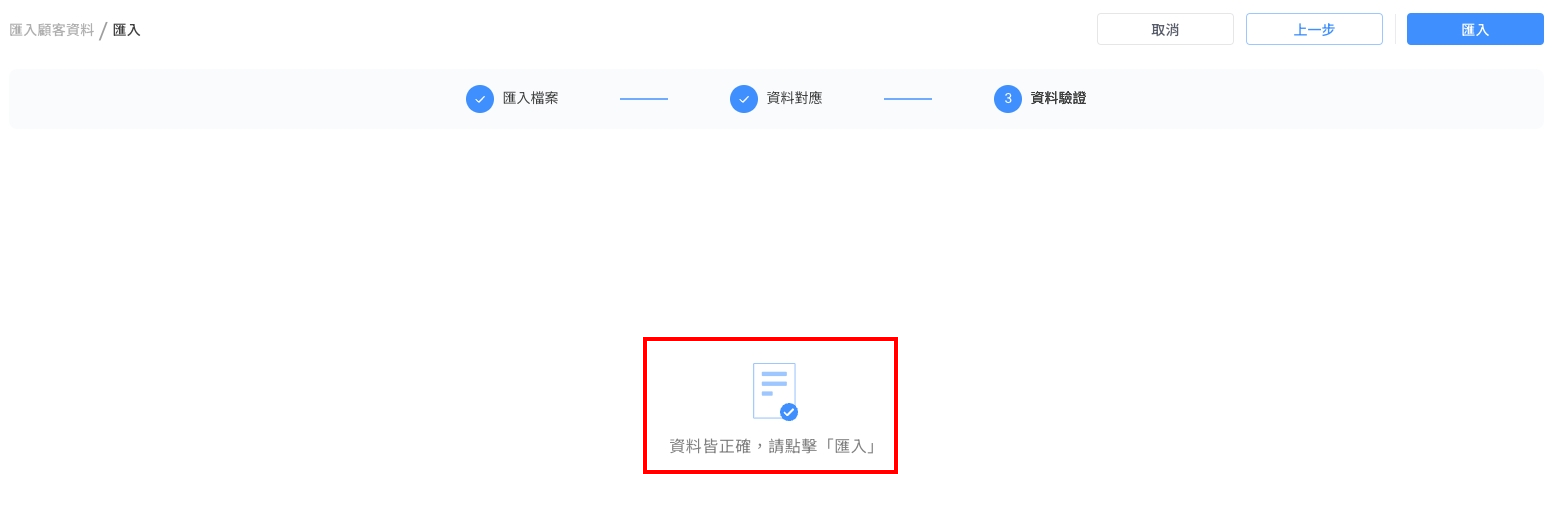 匯入顧客資料 / 匯入
取消
上一步
匯入
匯入檔案
資料對應
3 資料驗證
資料皆正確，請點擊「匯入」